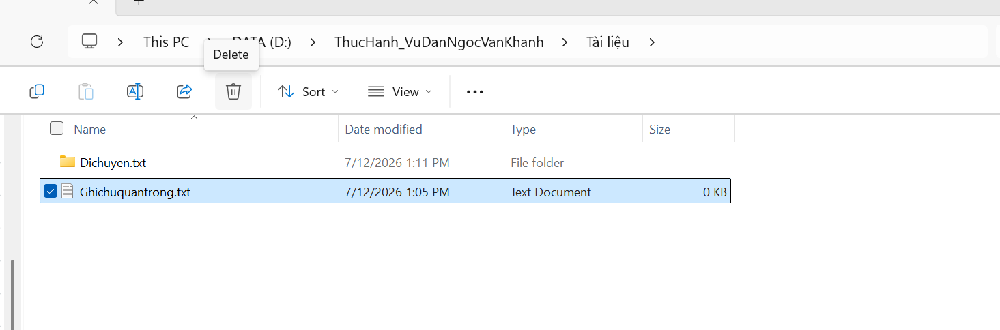 This PC > DATA (D:) > ThucHanh_VuDanNgocVanKhanh > Tài liệu >
Delete
Sort View
Name Date modified Type Size
Dichuyen.txt 7/12/2026 1:11 PM File folder
Ghichuquantrong.txt 7/12/2026 1:05 PM Text Document 0 KB